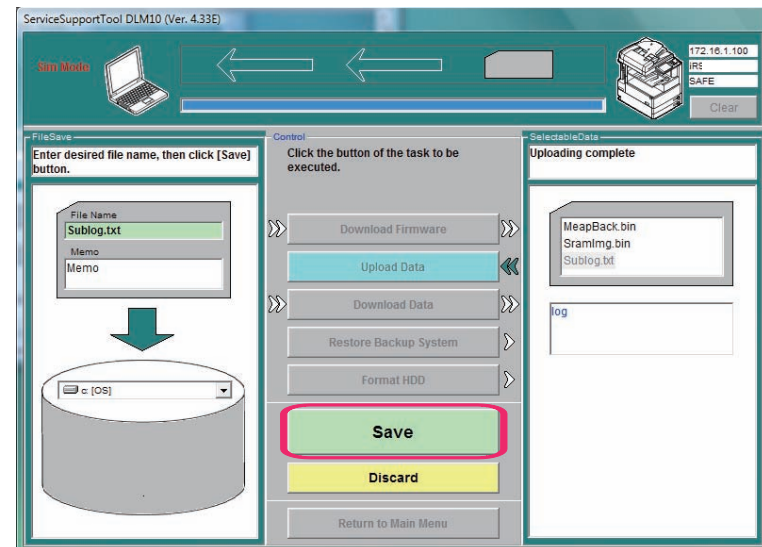 ServiceSupportTool DLM10 (Ver. 4.33E)
Sim Mode
172.16.1.100
iRS
SAFE
Clear
FileSave
Enter desired file name, then click [Save]
button.
File Name
Sublog.txt
Memo
Memo
c: [OS]
Control
Click the button of the task to be
executed.
Download Firmware
Upload Data
Download Data
Restore Backup System
Format HDD
Save
Discard
Return to Main Menu
SelectableData
Uploading complete
MeapBack.bin
SramImg.bin
Sublog.txt
log